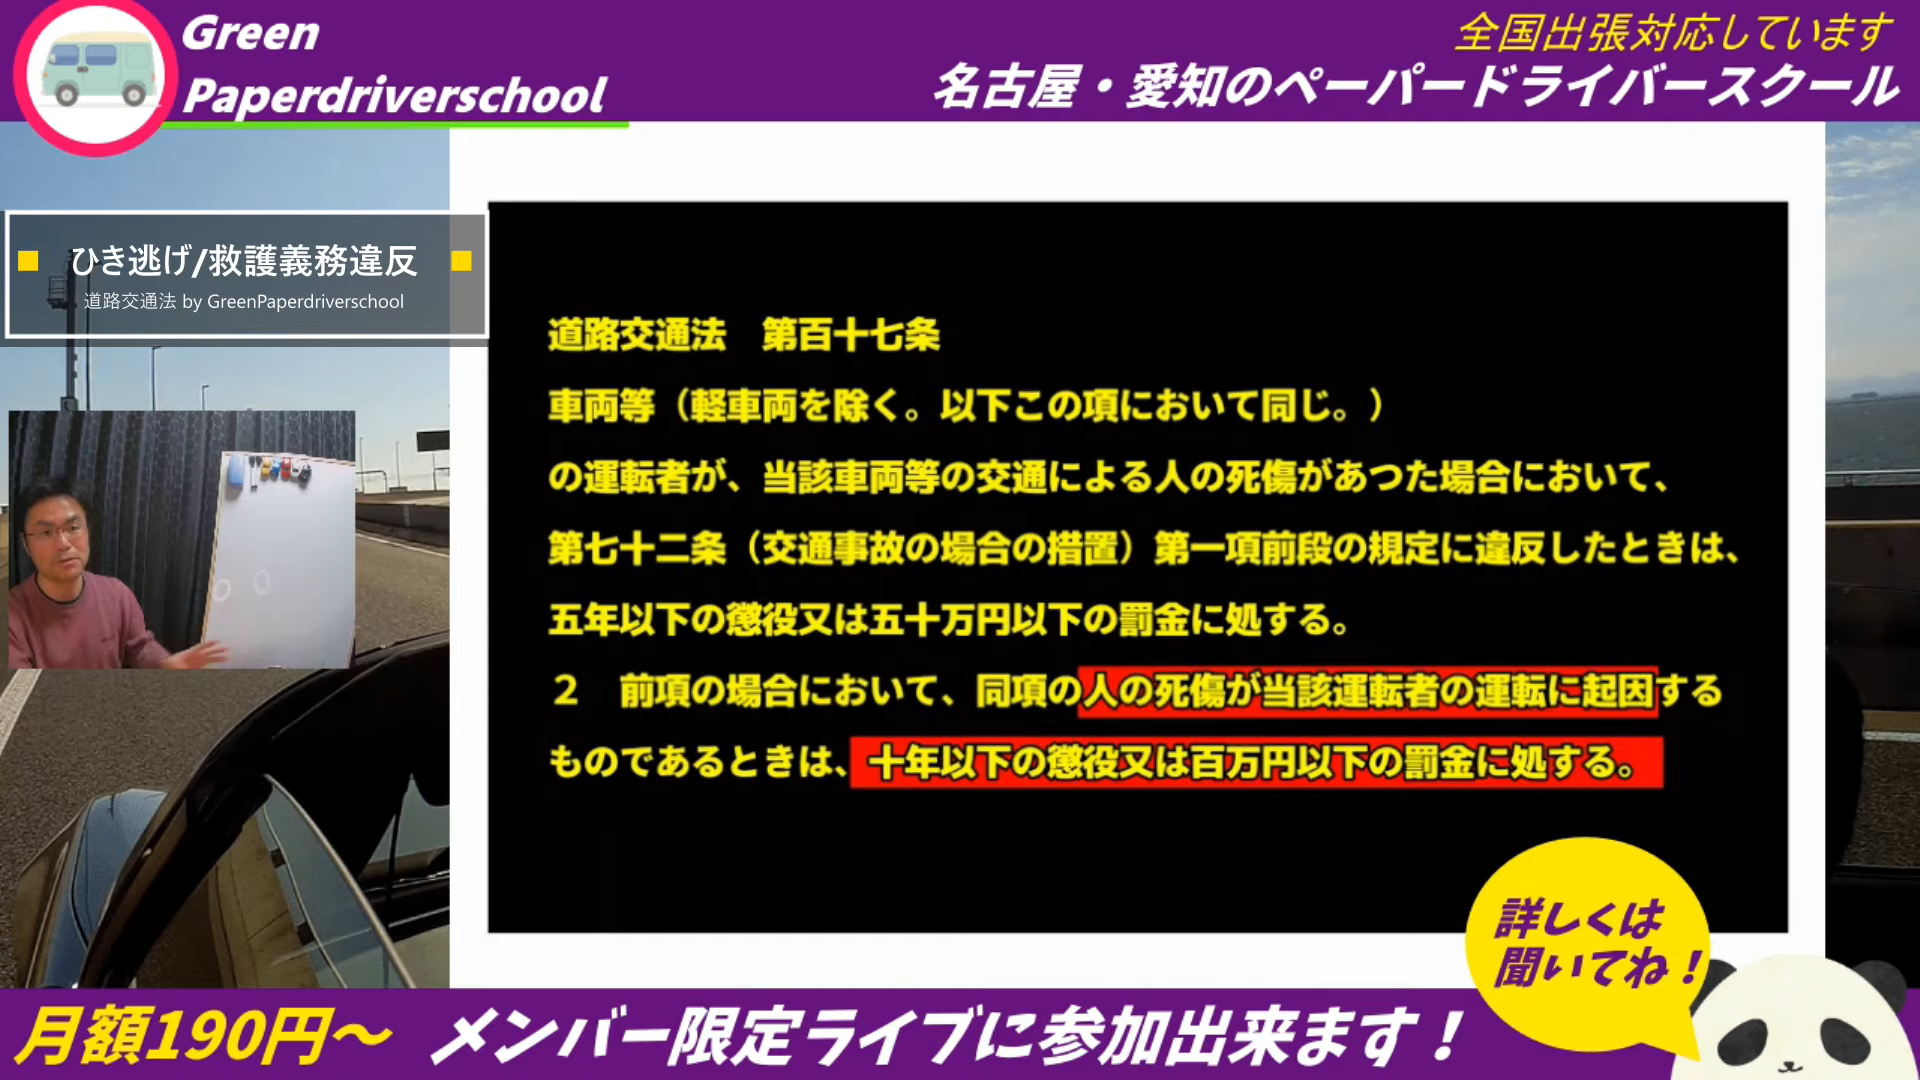 Green
Paperdriverschool
全国出張対応しています
名古屋・愛知のペーパードライバースクール
ひき逃げ/救護義務違反
道路交通法 by GreenPaperdriverschool
道路交通法　第百十七条
車両等（軽車両を除く。以下この項において同じ。）
の運転者が、当該車両等の交通による人の死傷があつた場合において、
第七十二条（交通事故の場合の措置）第一項前段の規定に違反したときは、
五年以下の懲役又は五十万円以下の罰金に処する。
２　前項の場合において、同項の人の死傷が当該運転者の運転に起因する
ものであるときは、十年以下の懲役又は百万円以下の罰金に処する。
詳しくは
聞いてね！
月額190円～　メンバー限定ライブに参加出来ます！